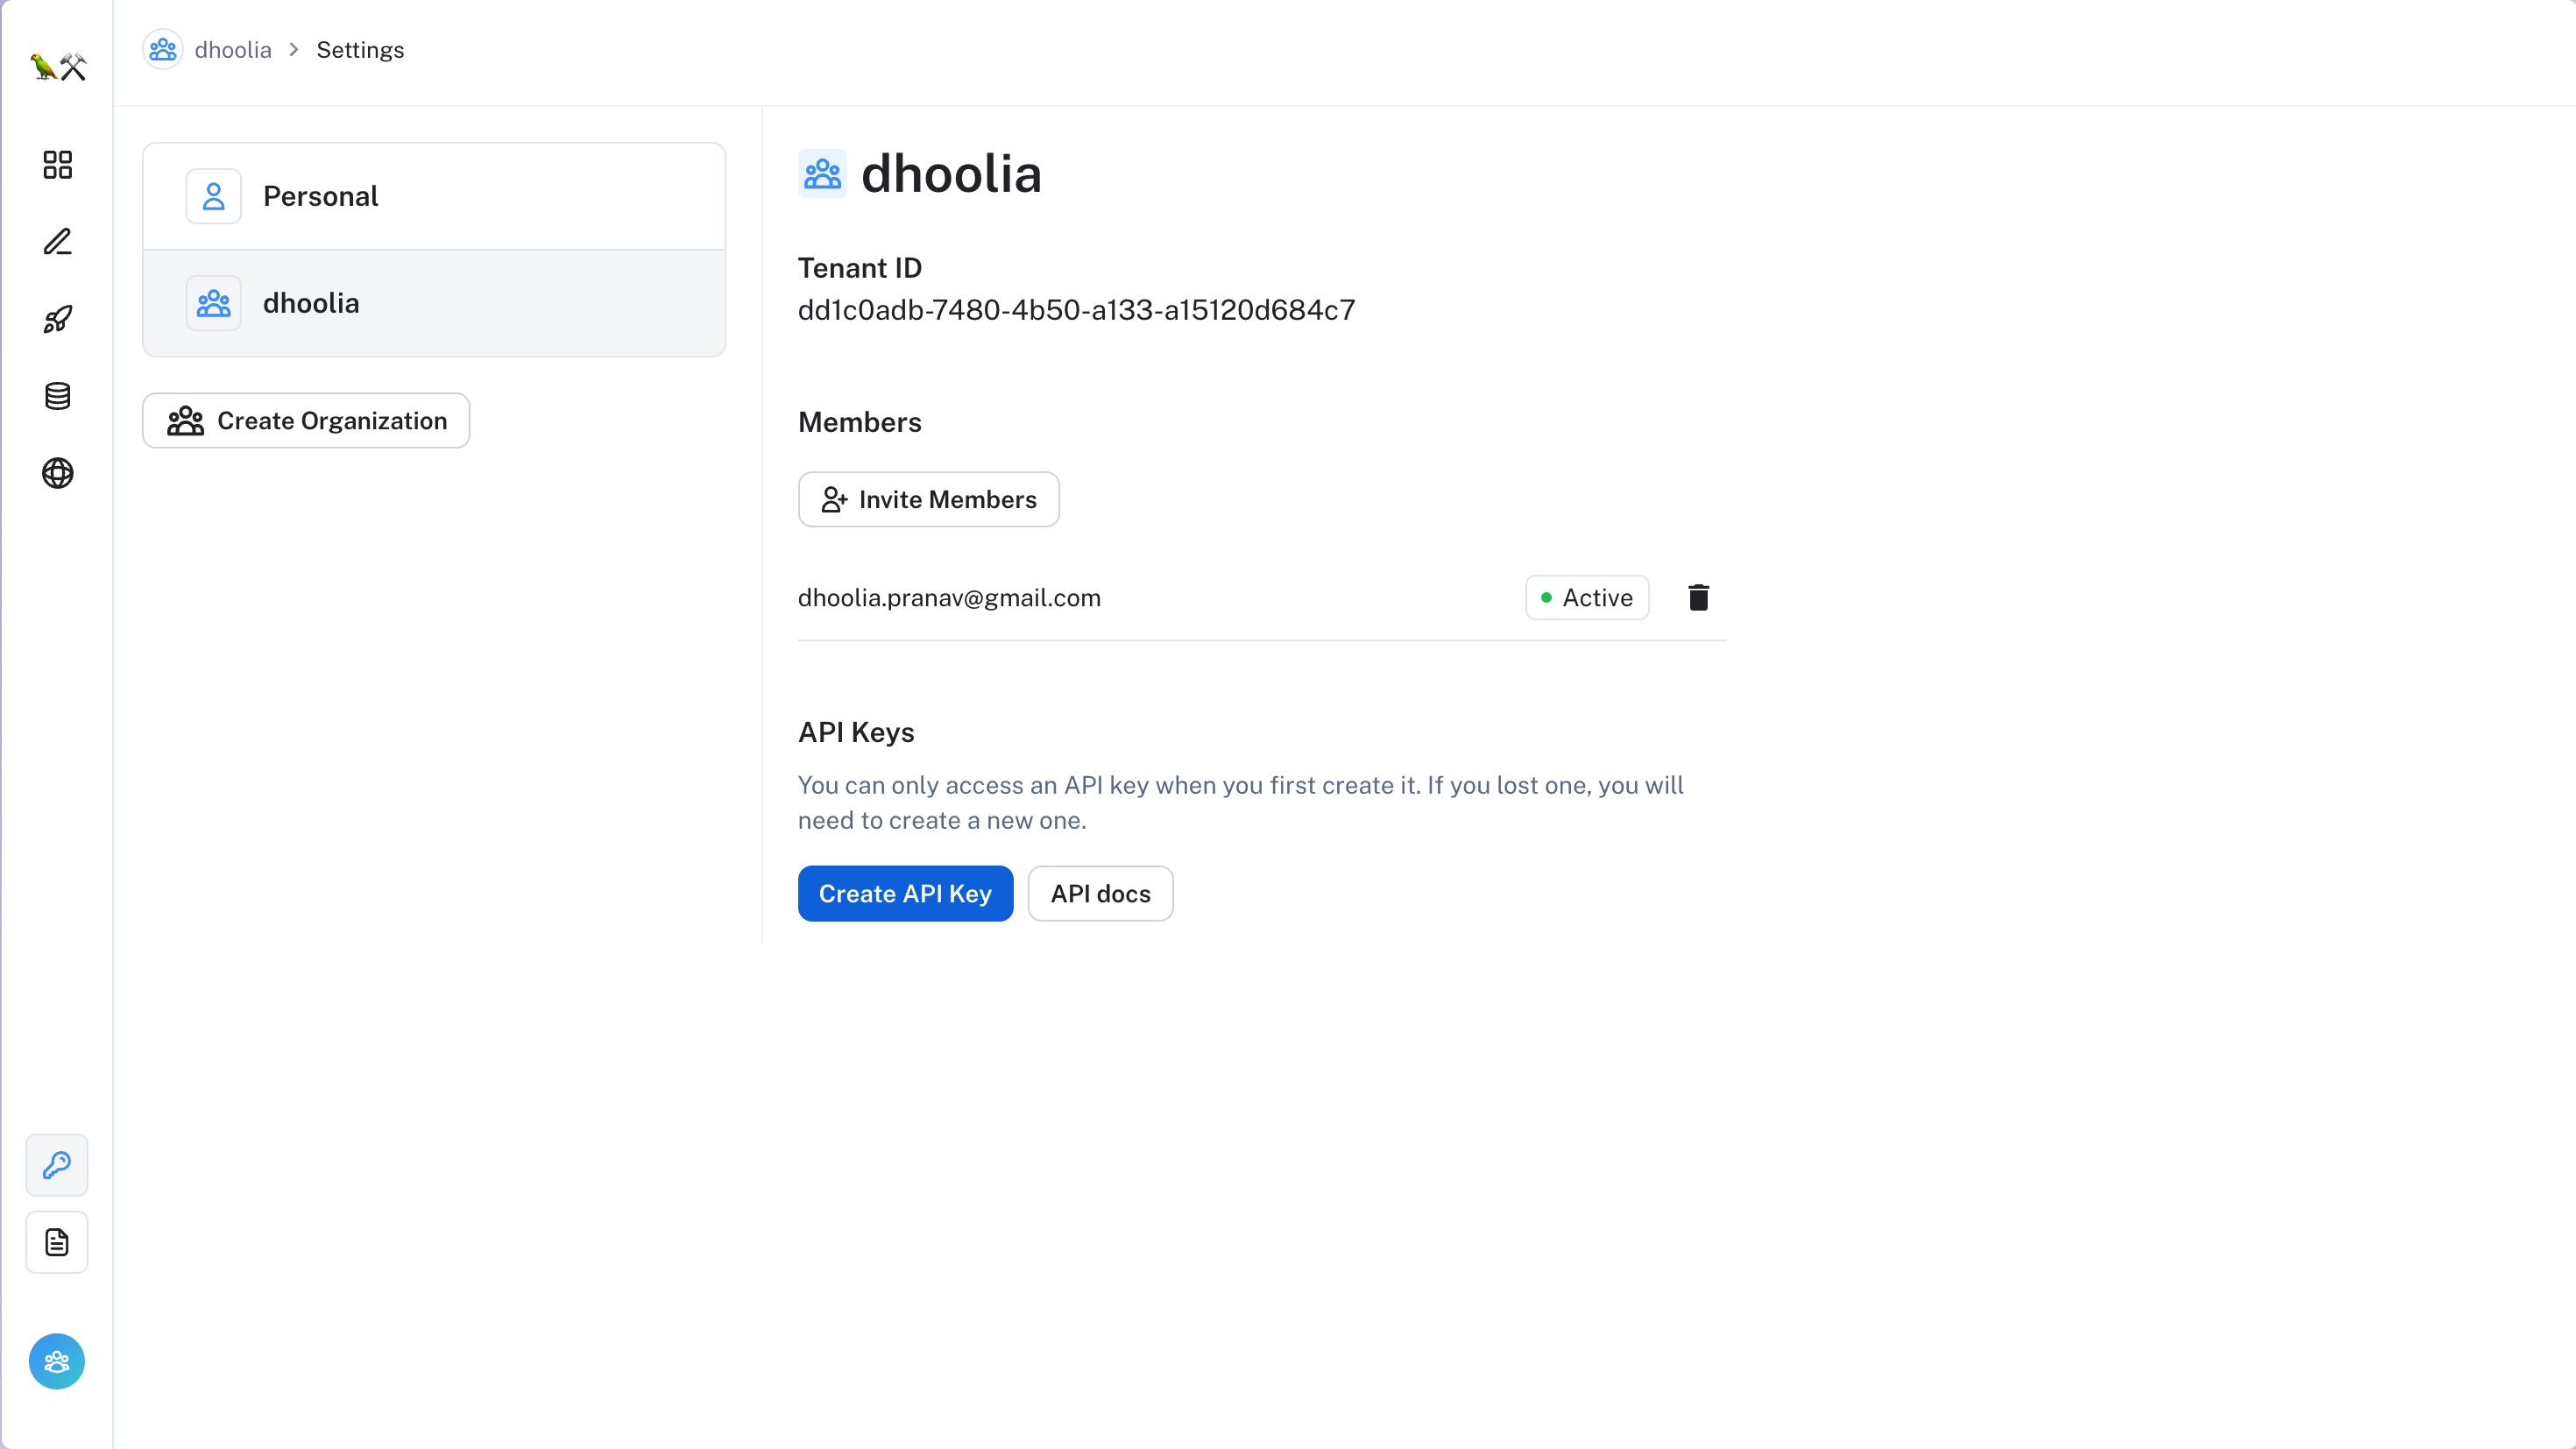 dhoolia > Settings
Personal
dhoolia
Create Organization
dhoolia
Tenant ID
dd1c0adb-7480-4b50-a133-a15120d684c7
Members
Invite Members
dhoolia.pranav@gmail.com Active
API Keys
You can only access an API key when you first create it. If you lost one, you will
need to create a new one.
Create API Key API docs